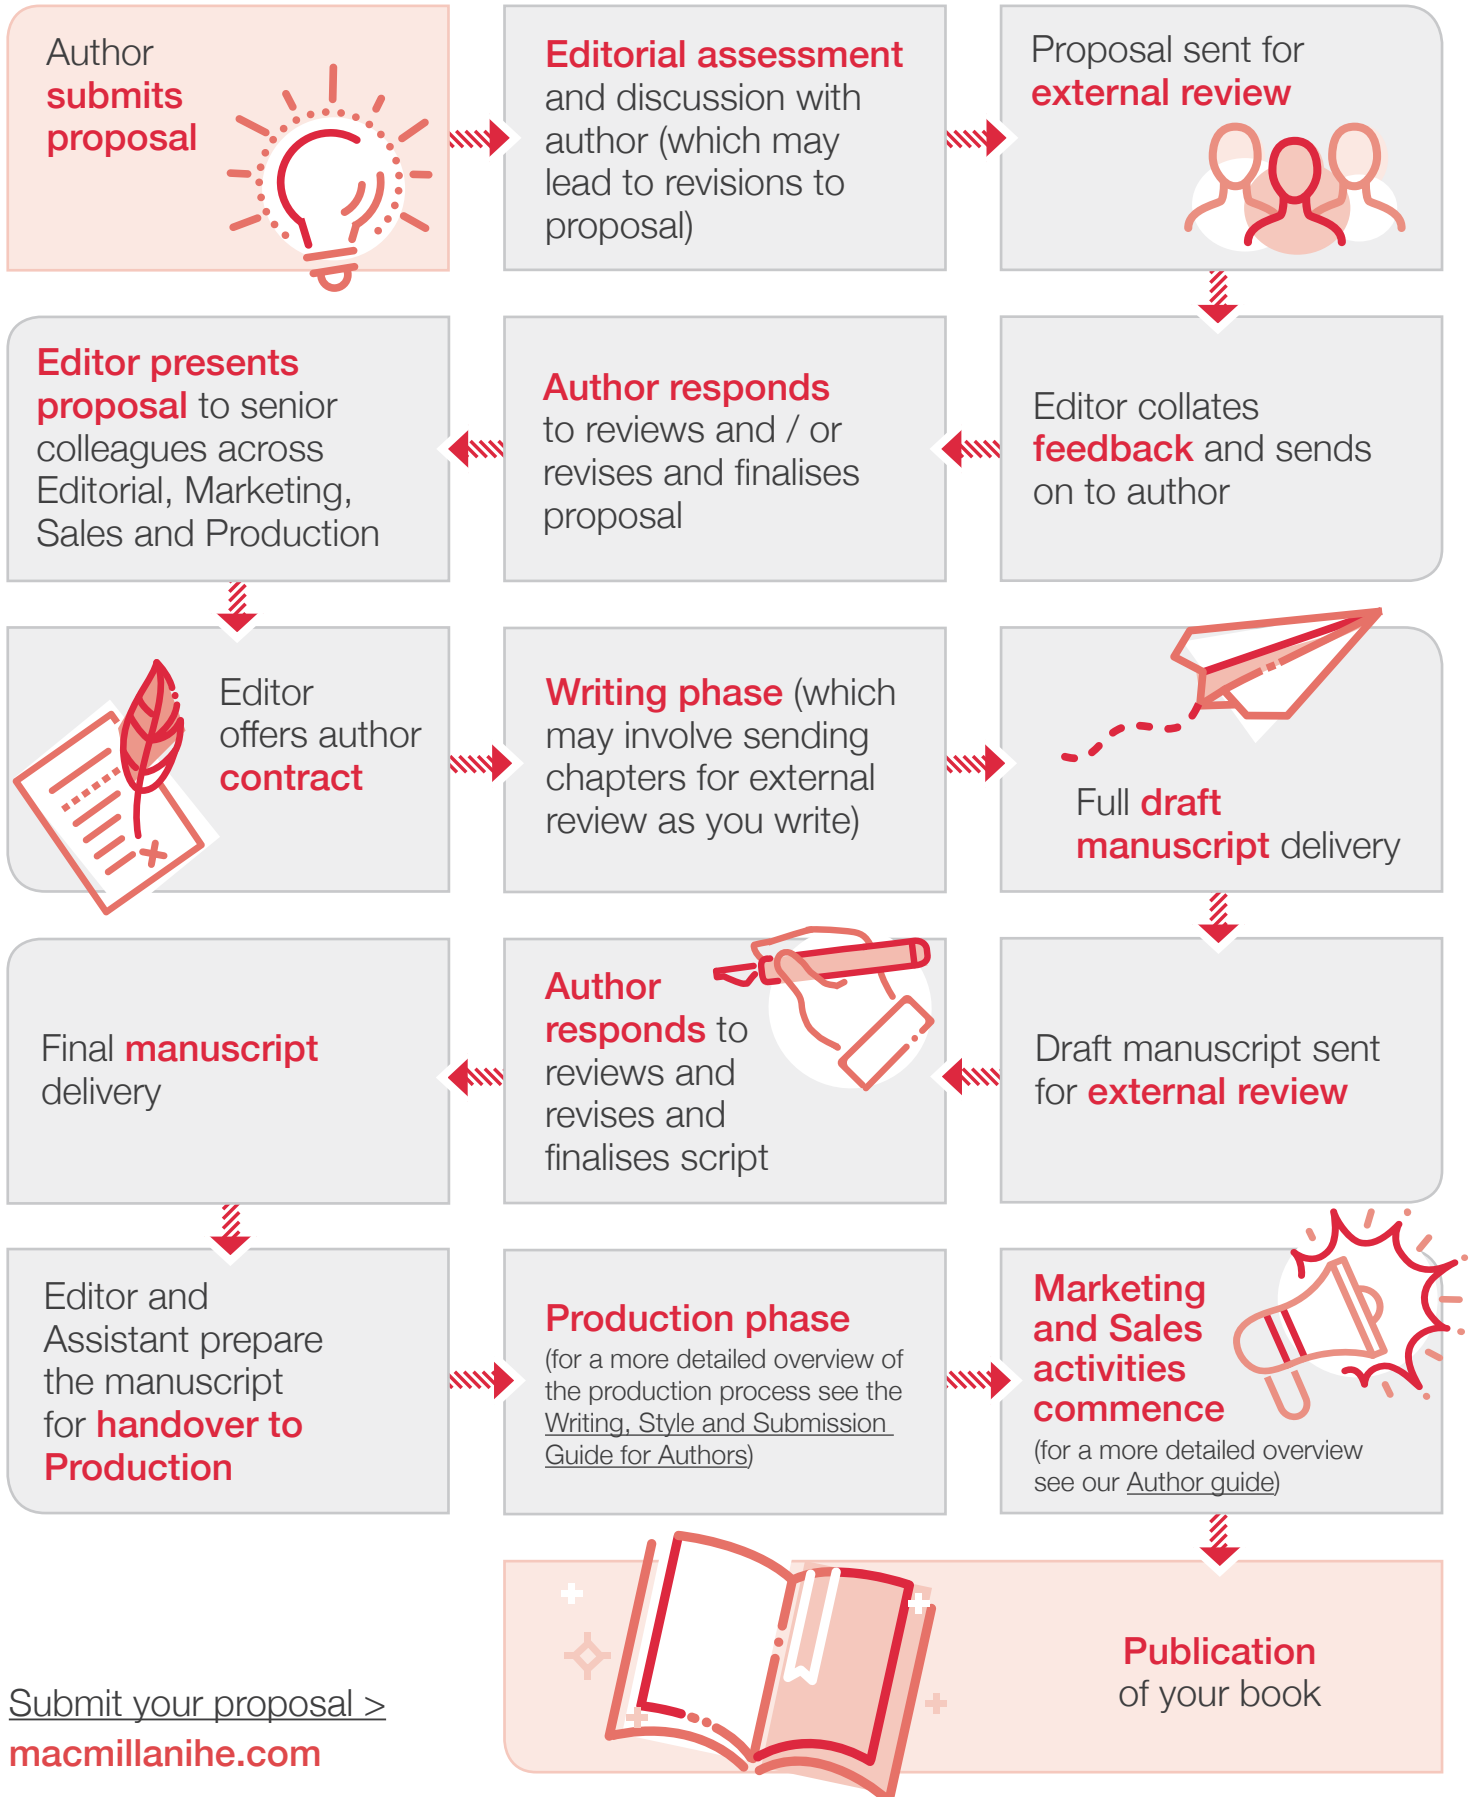 Author
submits
proposal
Editorial assessment
and discussion with
author (which may
lead to revisions to
proposal)
Proposal sent for
external review
Editor collates
feedback and sends
on to author
Author responds
to reviews and / or
revises and finalises
proposal
Editor presents
proposal to senior
colleagues across
Editorial, Marketing,
Sales and Production
Editor
offers author
contract
Writing phase (which
may involve sending
chapters for external
review as you write)
Full draft
manuscript delivery
Draft manuscript sent
for external review
Author
responds to
reviews and
revises and
finalises script
Final manuscript
delivery
Editor and
Assistant prepare
the manuscript
for handover to
Production
Production phase
(for a more detailed overview of
the production process see the
Writing, Style and Submission
Guide for Authors)
Marketing
and Sales
activities
commence
(for a more detailed overview
see our Author guide)
Publication
of your book
Submit your proposal >
macmillanihe.com